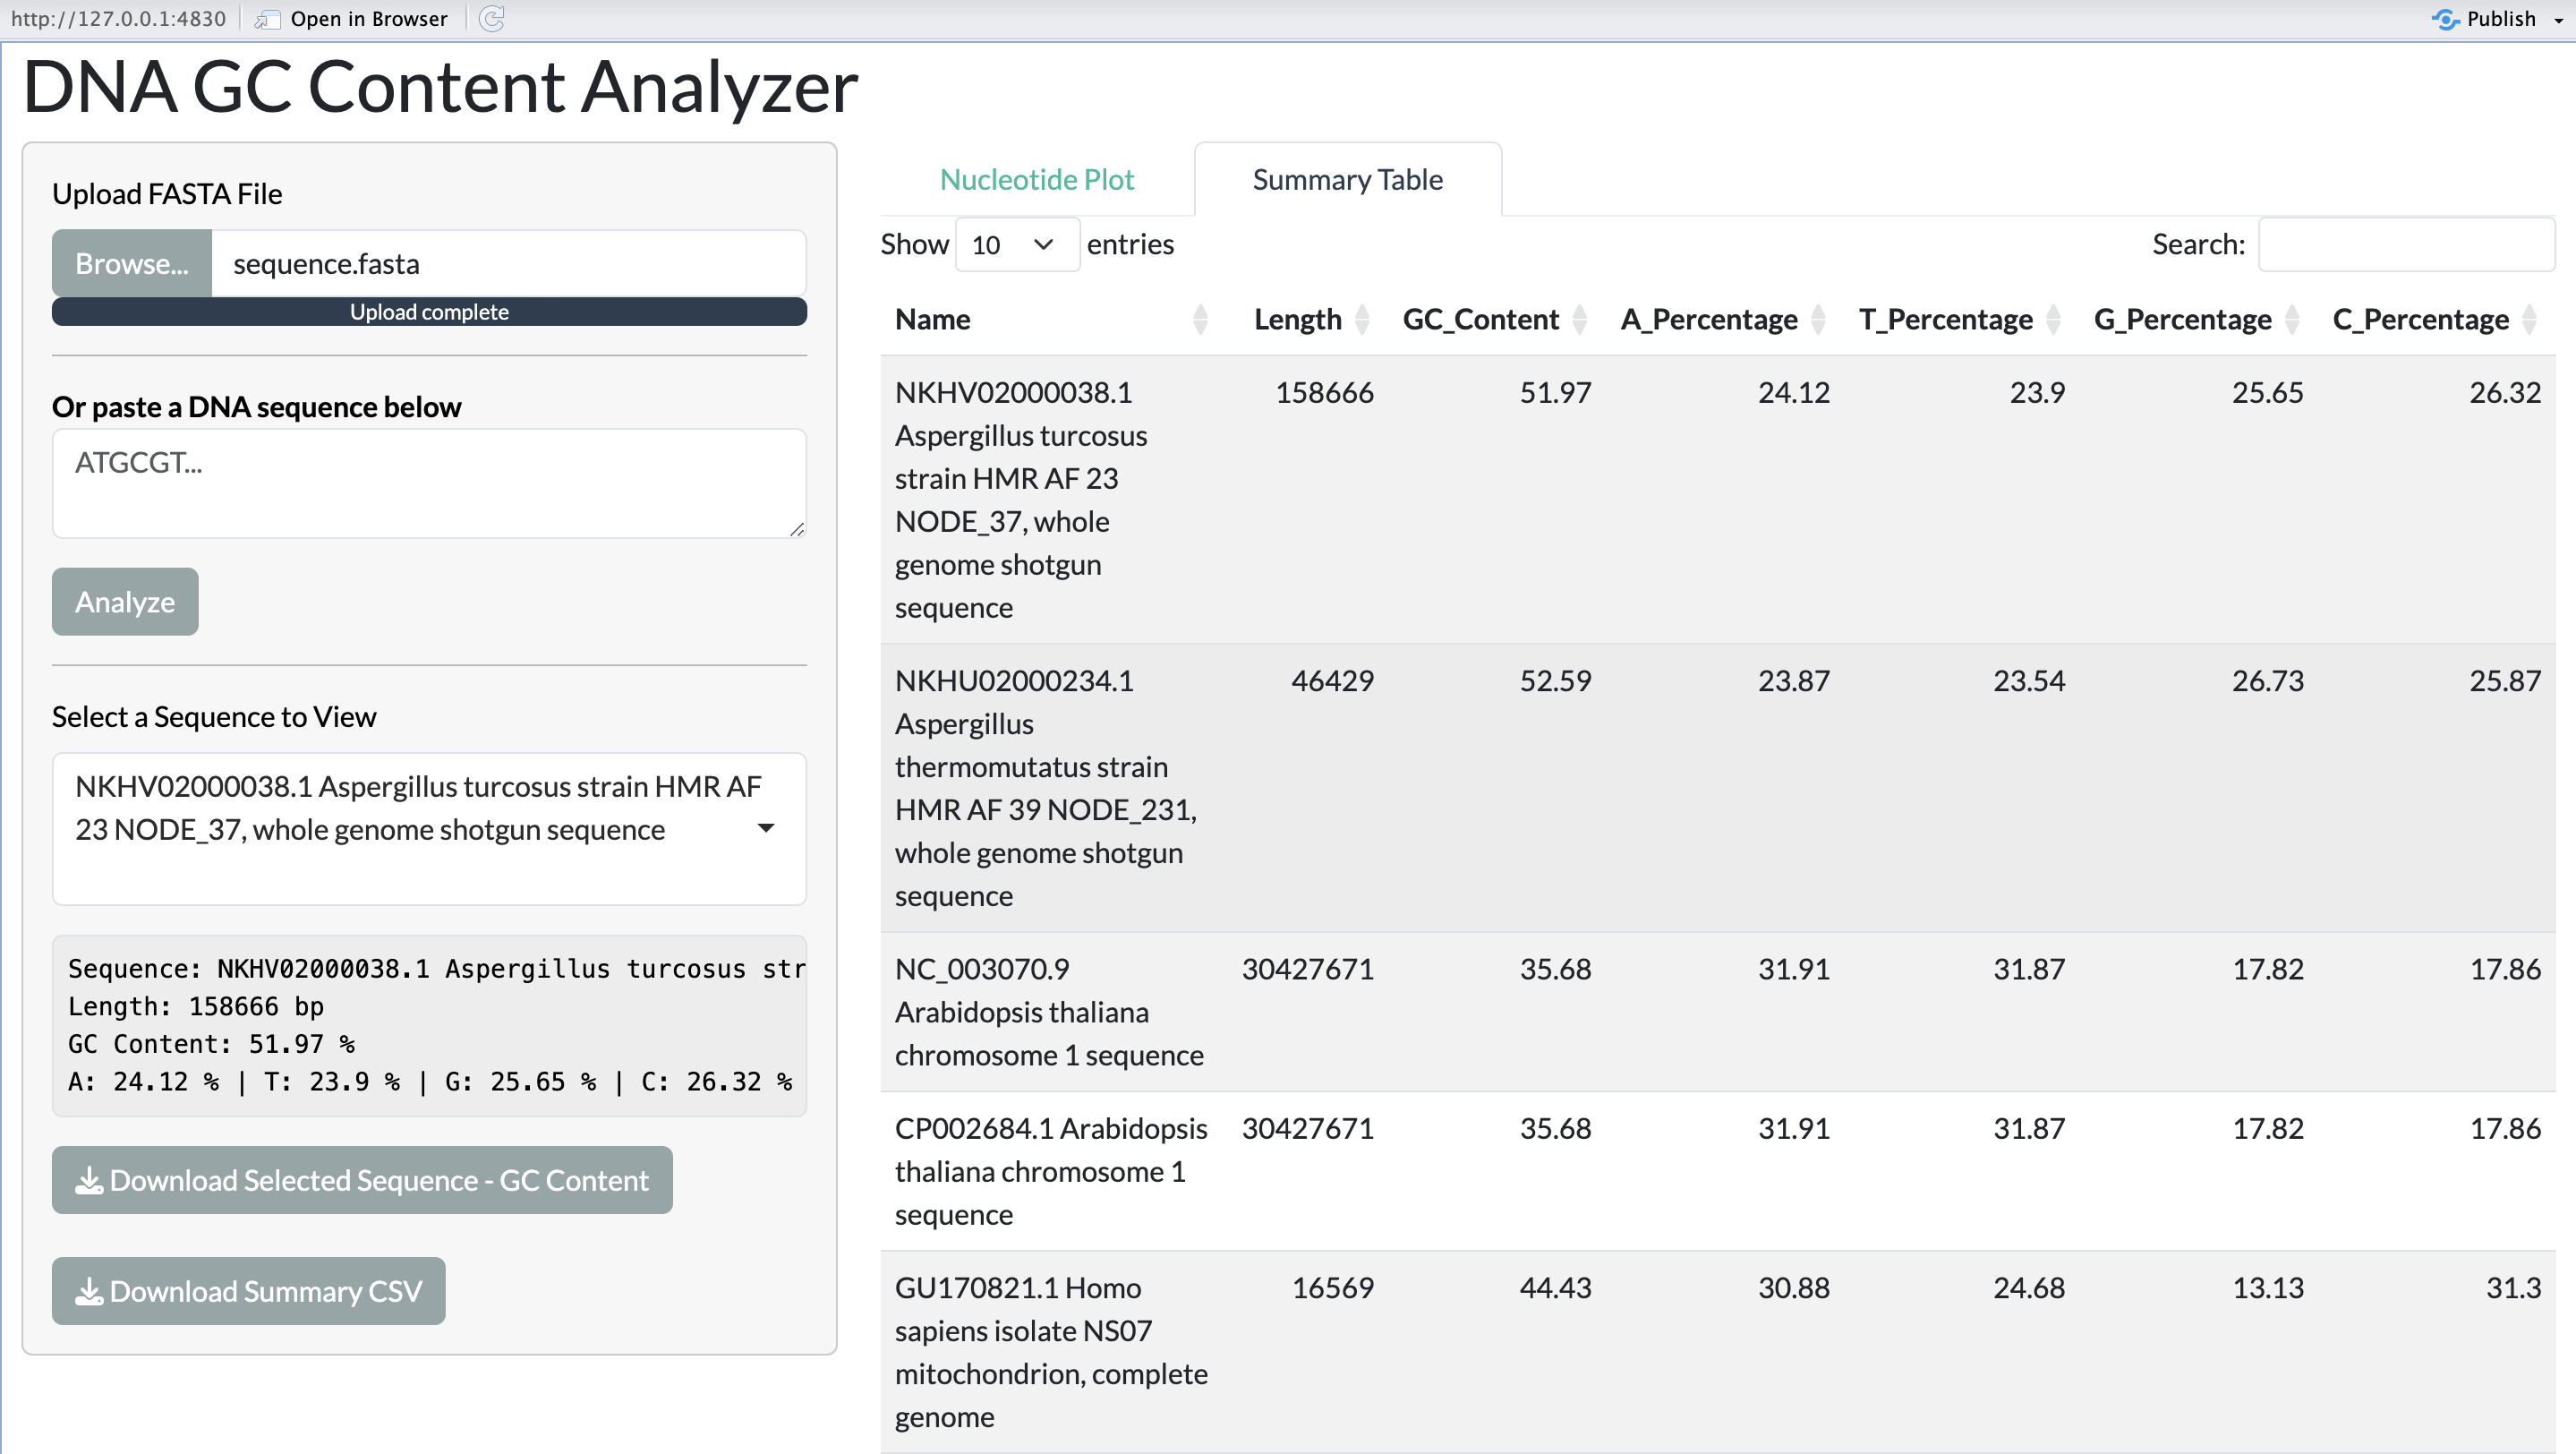 http://127.0.0.1:4830 Open in Browser Publish
DNA GC Content Analyzer
Upload FASTA File
Browse... sequence.fasta
Upload complete
Or paste a DNA sequence below
ATGCGT...
Analyze
Select a Sequence to View
NKHV02000038.1 Aspergillus turcosus strain HMR AF
23 NODE_37, whole genome shotgun sequence
Sequence: NKHV02000038.1 Aspergillus turcosus str
Length: 158666 bp
GC Content: 51.97 %
A: 24.12 % | T: 23.9 % | G: 25.65 % | C: 26.32 %
Download Selected Sequence - GC Content
Download Summary CSV
Nucleotide Plot Summary Table
Show 10 entries Search:
Name Length GC_Content A_Percentage T_Percentage G_Percentage C_Percentage
NKHV02000038.1 158666 51.97 24.12 23.9 25.65 26.32
Aspergillus turcosus
strain HMR AF 23
NODE_37, whole
genome shotgun
sequence
NKHU02000234.1 46429 52.59 23.87 23.54 26.73 25.87
Aspergillus
thermomutatus strain
HMR AF 39 NODE_231,
whole genome shotgun
sequence
NC_003070.9 30427671 35.68 31.91 31.87 17.82 17.86
Arabidopsis thaliana
chromosome 1 sequence
CP002684.1 Arabidopsis 30427671 35.68 31.91 31.87 17.82 17.86
thaliana chromosome 1
sequence
GU170821.1 Homo 16569 44.43 30.88 24.68 13.13 31.3
sapiens isolate NS07
mitochondrion, complete
genome